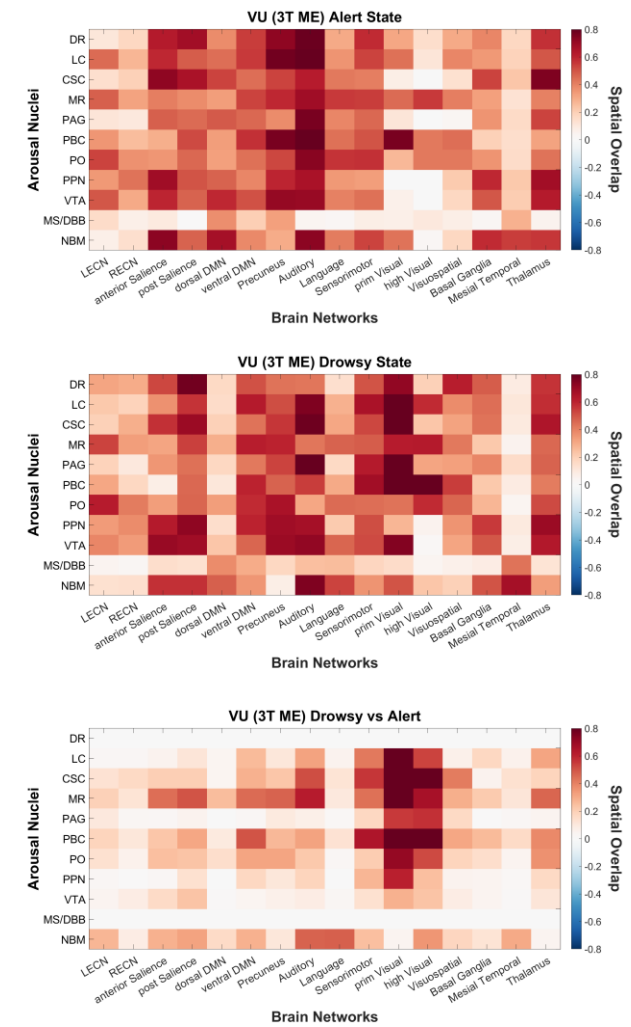 VU (3T ME) Alert State
DR
LC
CSC
MR
PAG
PBC
PO
PPN
VTA
MS/DBB
NBM
Arousal Nuclei
LECN
RECN
anterior Salience
post Salience
dorsal DMN
ventral DMN
Precuneus
Auditory
Language
Sensorimotor
prim Visual
high Visual
Visuospatial
Basal Ganglia
Mesial Temporal
Thalamus
Brain Networks
0.8
0.6
0.4
0.2
0
-0.2
-0.4
-0.6
-0.8
Spatial Overlap
VU (3T ME) Drowsy State
DR
LC
CSC
MR
PAG
PBC
PO
PPN
VTA
MS/DBB
NBM
Arousal Nuclei
LECN
RECN
anterior Salience
post Salience
dorsal DMN
ventral DMN
Precuneus
Auditory
Language
Sensorimotor
prim Visual
high Visual
Visuospatial
Basal Ganglia
Mesial Temporal
Thalamus
Brain Networks
0.8
0.6
0.4
0.2
0
-0.2
-0.4
-0.6
-0.8
Spatial Overlap
VU (3T ME) Drowsy vs Alert
DR
LC
CSC
MR
PAG
PBC
PO
PPN
VTA
MS/DBB
NBM
Arousal Nuclei
LECN
RECN
anterior Salience
post Salience
dorsal DMN
ventral DMN
Precuneus
Auditory
Language
Sensorimotor
prim Visual
high Visual
Visuospatial
Basal Ganglia
Mesial Temporal
Thalamus
Brain Networks
0.8
0.6
0.4
0.2
0
-0.2
-0.4
-0.6
-0.8
Spatial Overlap